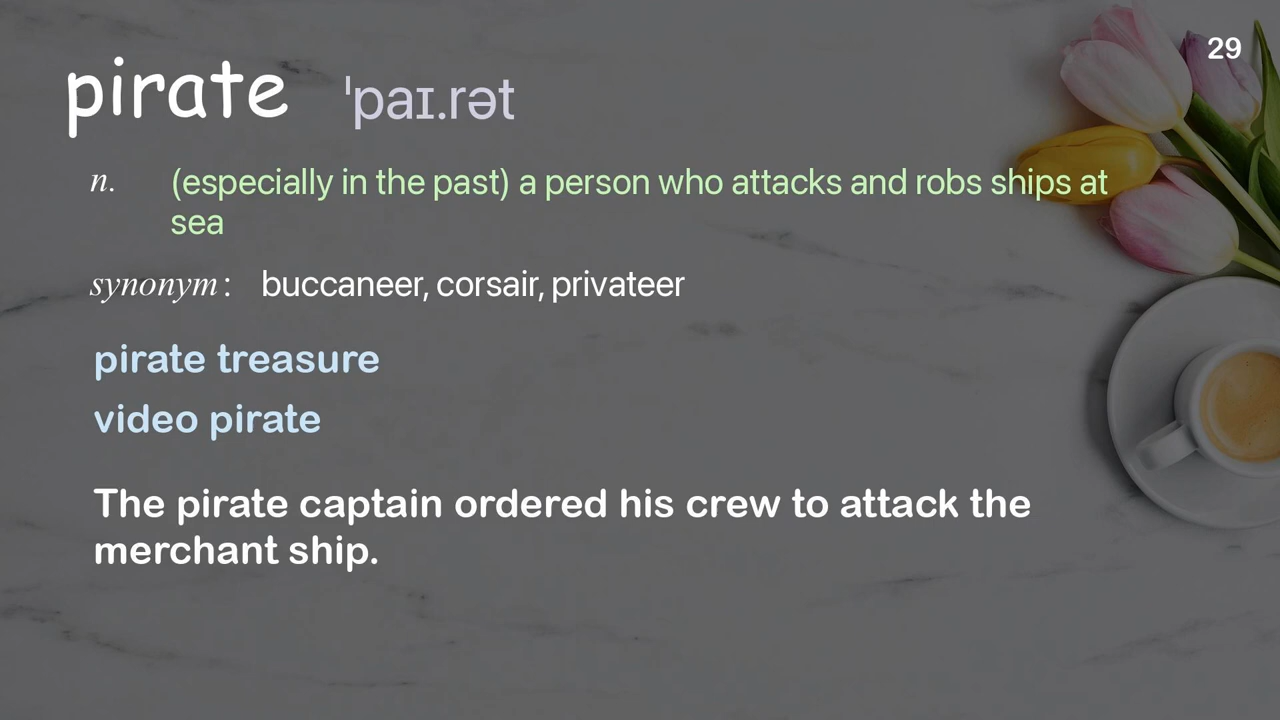 29
pirate ˈpaɪ.rət
n. (especially in the past) a person who attacks and robs ships at
sea
synonym: buccaneer, corsair, privateer
pirate treasure
video pirate
The pirate captain ordered his crew to attack the
merchant ship.